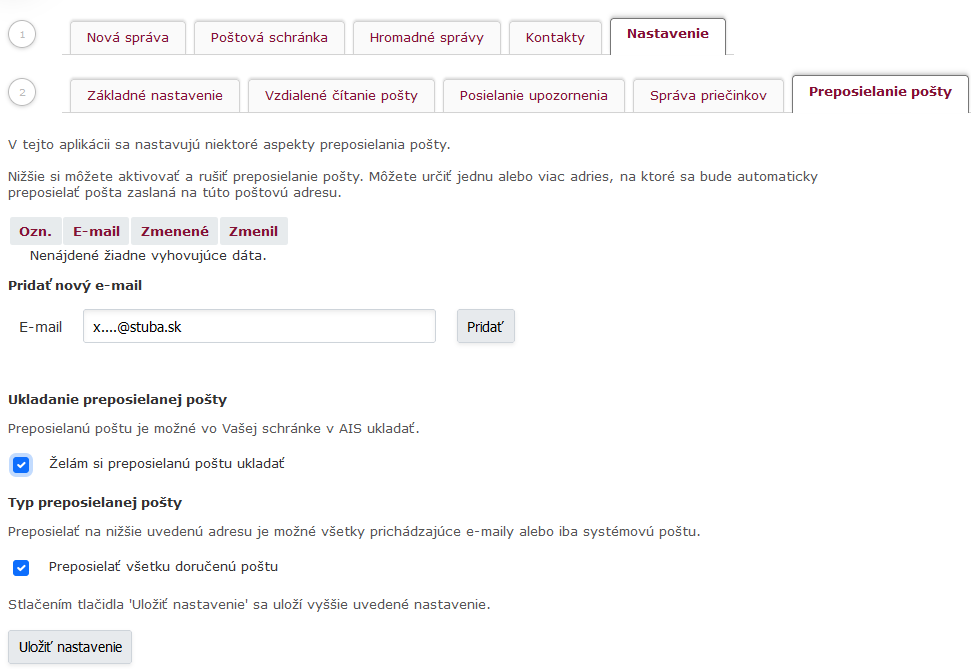 1
Nová správa
Poštová schránka
Hromadné správy
Kontakty
Nastavenie
2
Základné nastavenie
Vzdialené čítanie pošty
Posielanie upozornenia
Správa priečinkov
Preposielanie pošty
V tejto aplikácii sa nastavujú niektoré aspekty preposielania pošty.
Nižšie si môžete aktivovať a rušiť preposielanie pošty. Môžete určiť jednu alebo viac adries, na ktoré sa bude automaticky
preposielať pošta zaslaná na túto poštovú adresu.
Ozn. E-mail Zmenené Zmenil
Nenájdené žiadne vyhovujúce dáta.
Pridať nový e-mail
E-mail x....@stuba.sk Pridať
Ukladanie preposielanej pošty
Preposielanú poštu je možné vo Vašej schránke v AIS ukladať.
Želám si preposielanú poštu ukladať
Typ preposielanej pošty
Preposielať na nižšie uvedenú adresu je možné všetky prichádzajúce e-maily alebo iba systémovú poštu.
Preposielať všetku doručenú poštu
Stlačením tlačidla 'Uložiť nastavenie' sa uloží vyššie uvedené nastavenie.
Uložiť nastavenie